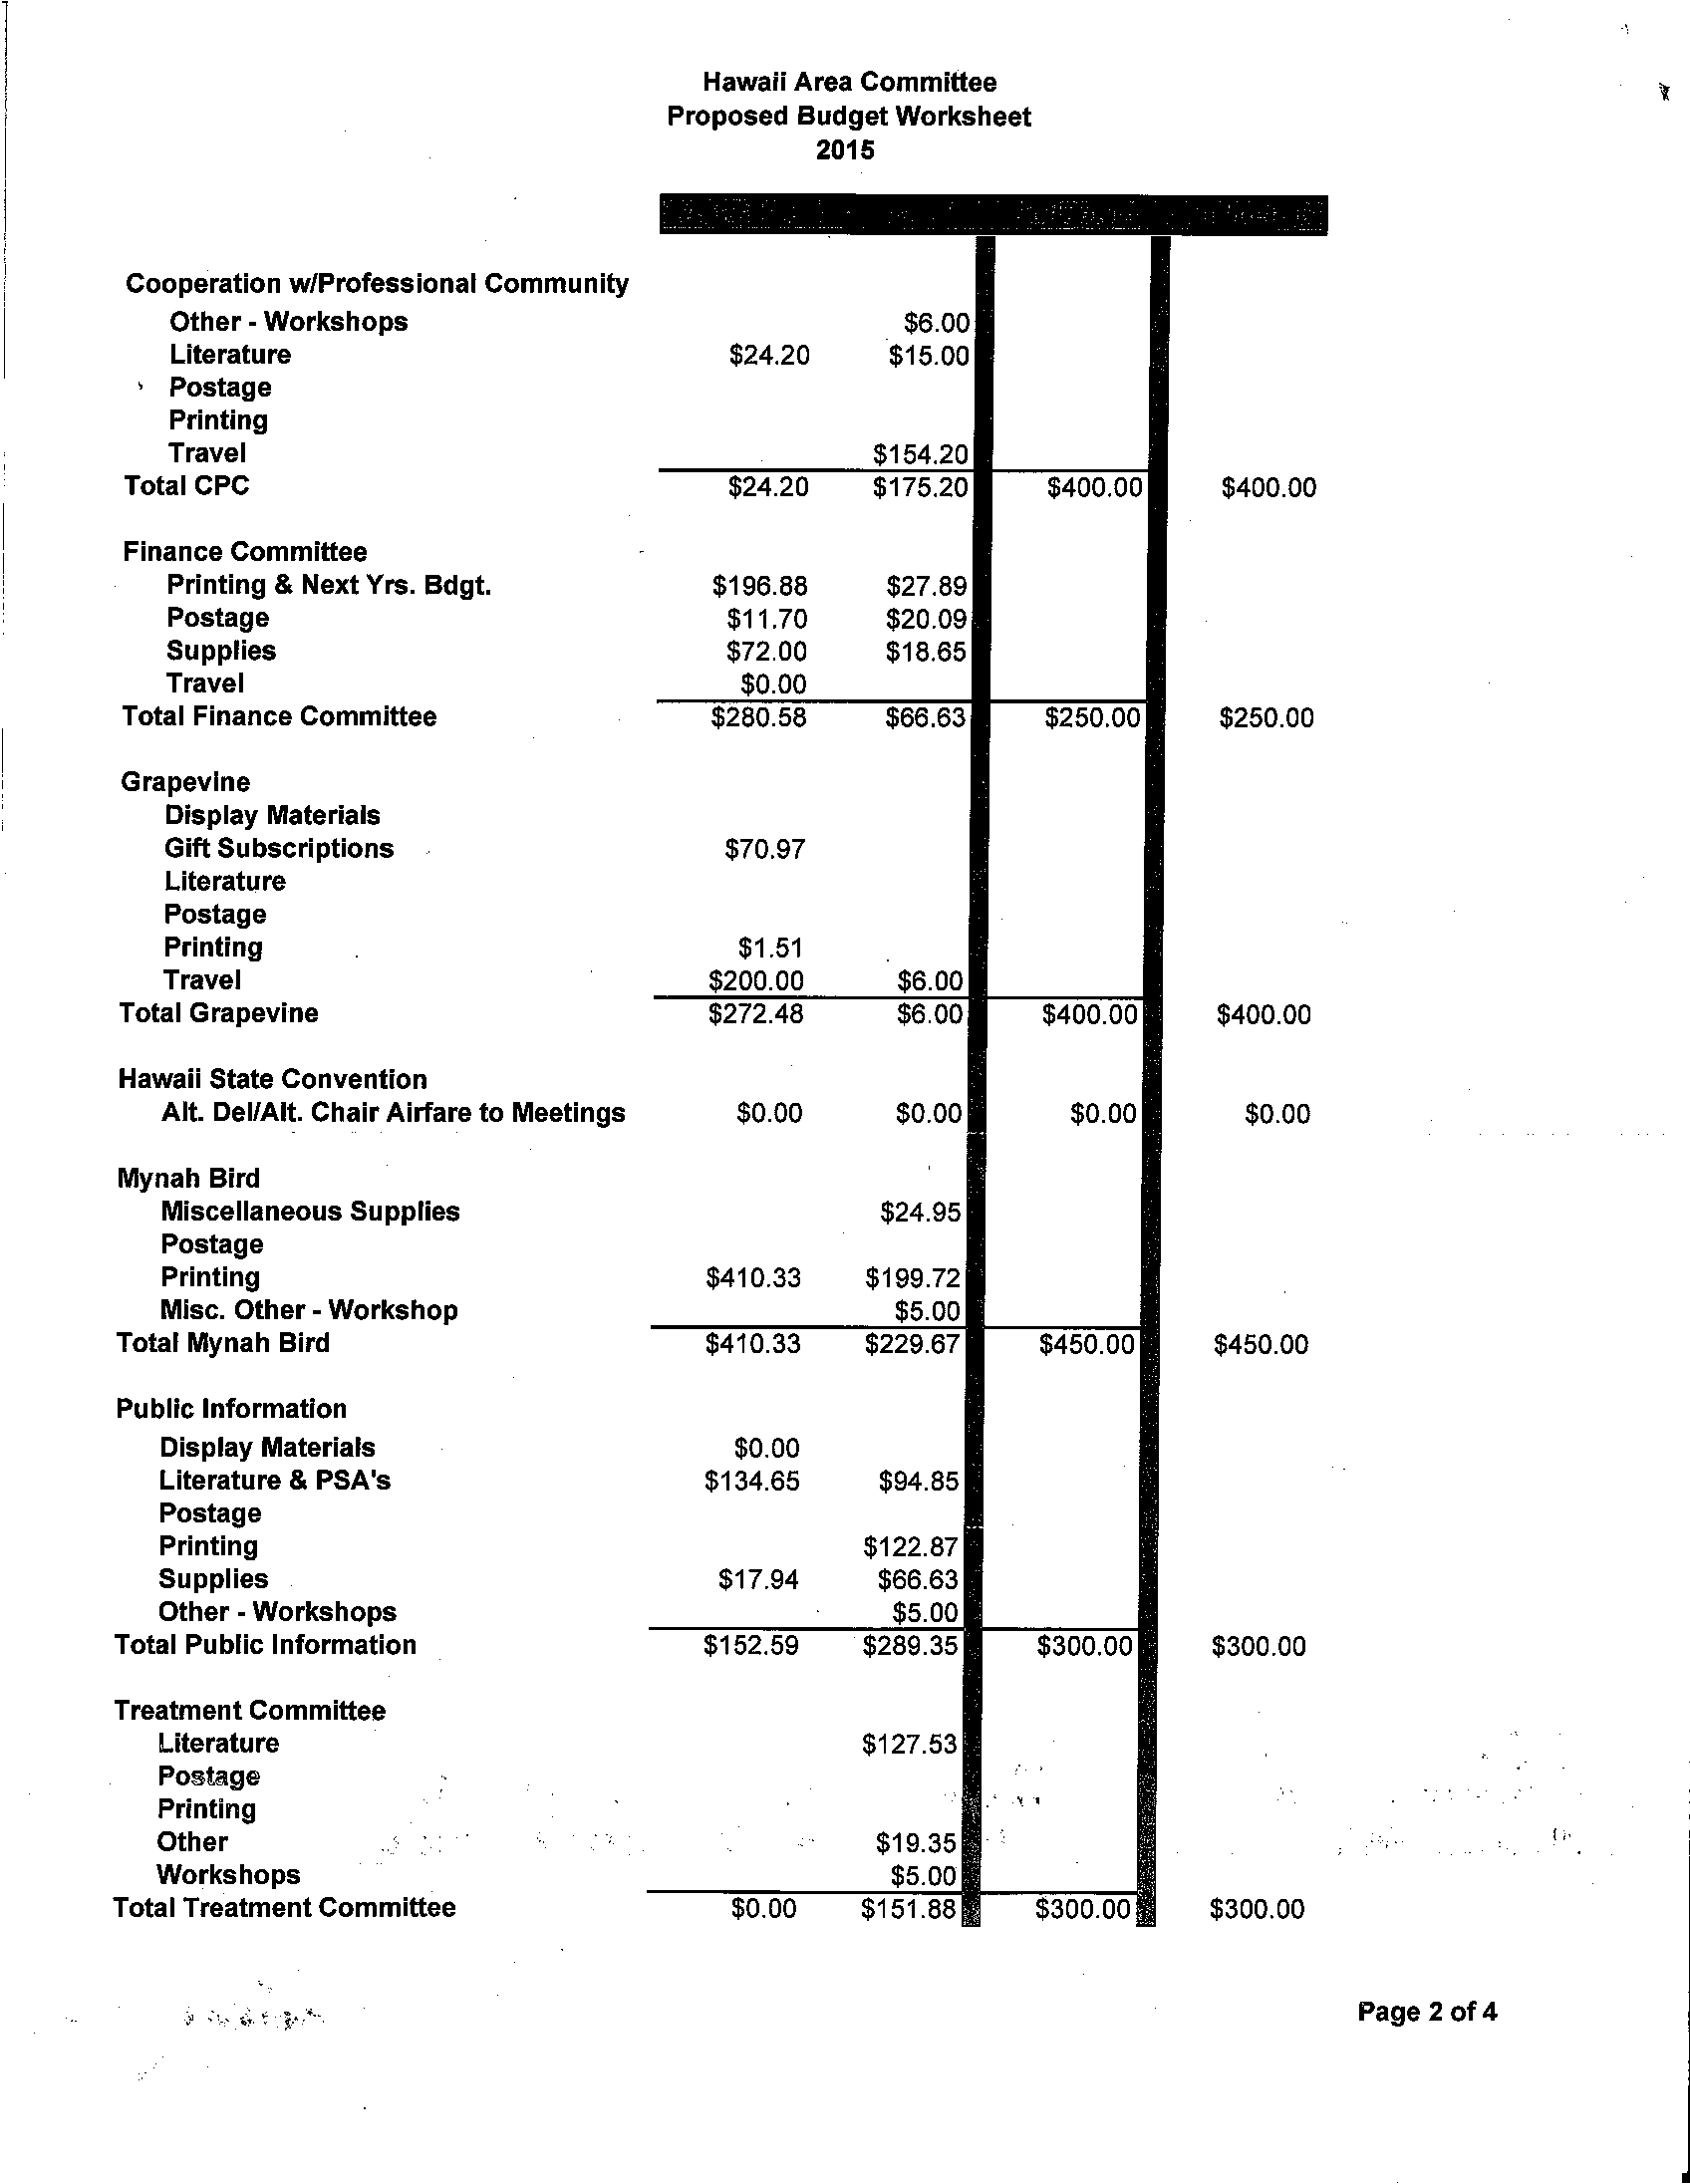 Hawaii Area Committee
Proposed Budget Worksheet
2015
Cooperation w/Professional Community
Other - Workshops $6.00
Literature $24.20 $15.00
Postage
Printing
Travel $154.20
Total CPC $24.20 $175.20 $400.00 $400.00
Finance Committee
Printing & Next Yrs. Bdgt. $196.88 $27.89
Postage $11.70 $20.09
Supplies $72.00 $18.65
Travel $0.00
Total Finance Committee $280.58 $66.63 $250.00 $250.00
Grapevine
Display Materials
Gift Subscriptions $70.97
Literature
Postage
Printing $1.51
Travel $200.00 $6.00
Total Grapevine $272.48 $6.00 $400.00 $400.00
Hawaii State Convention
Alt. Del/Alt. Chair Airfare to Meetings $0.00 $0.00 $0.00 $0.00
Mynah Bird
Miscellaneous Supplies $24.95
Postage
Printing $410.33 $199.72
Misc. Other - Workshop $5.00
Total Mynah Bird $410.33 $229.67 $450.00 $450.00
Public Information
Display Materials $0.00
Literature & PSA's $134.65 $94.85
Postage
Printing $122.87
Supplies $17.94 $66.63
Other - Workshops $5.00
Total Public Information $152.59 $289.35 $300.00 $300.00
Treatment Committee
Literature $127.53
Postage
Printing
Other $19.35
Workshops $5.00
Total Treatment Committee $0.00 $151.88 $300.00 $300.00
Page 2 of 4